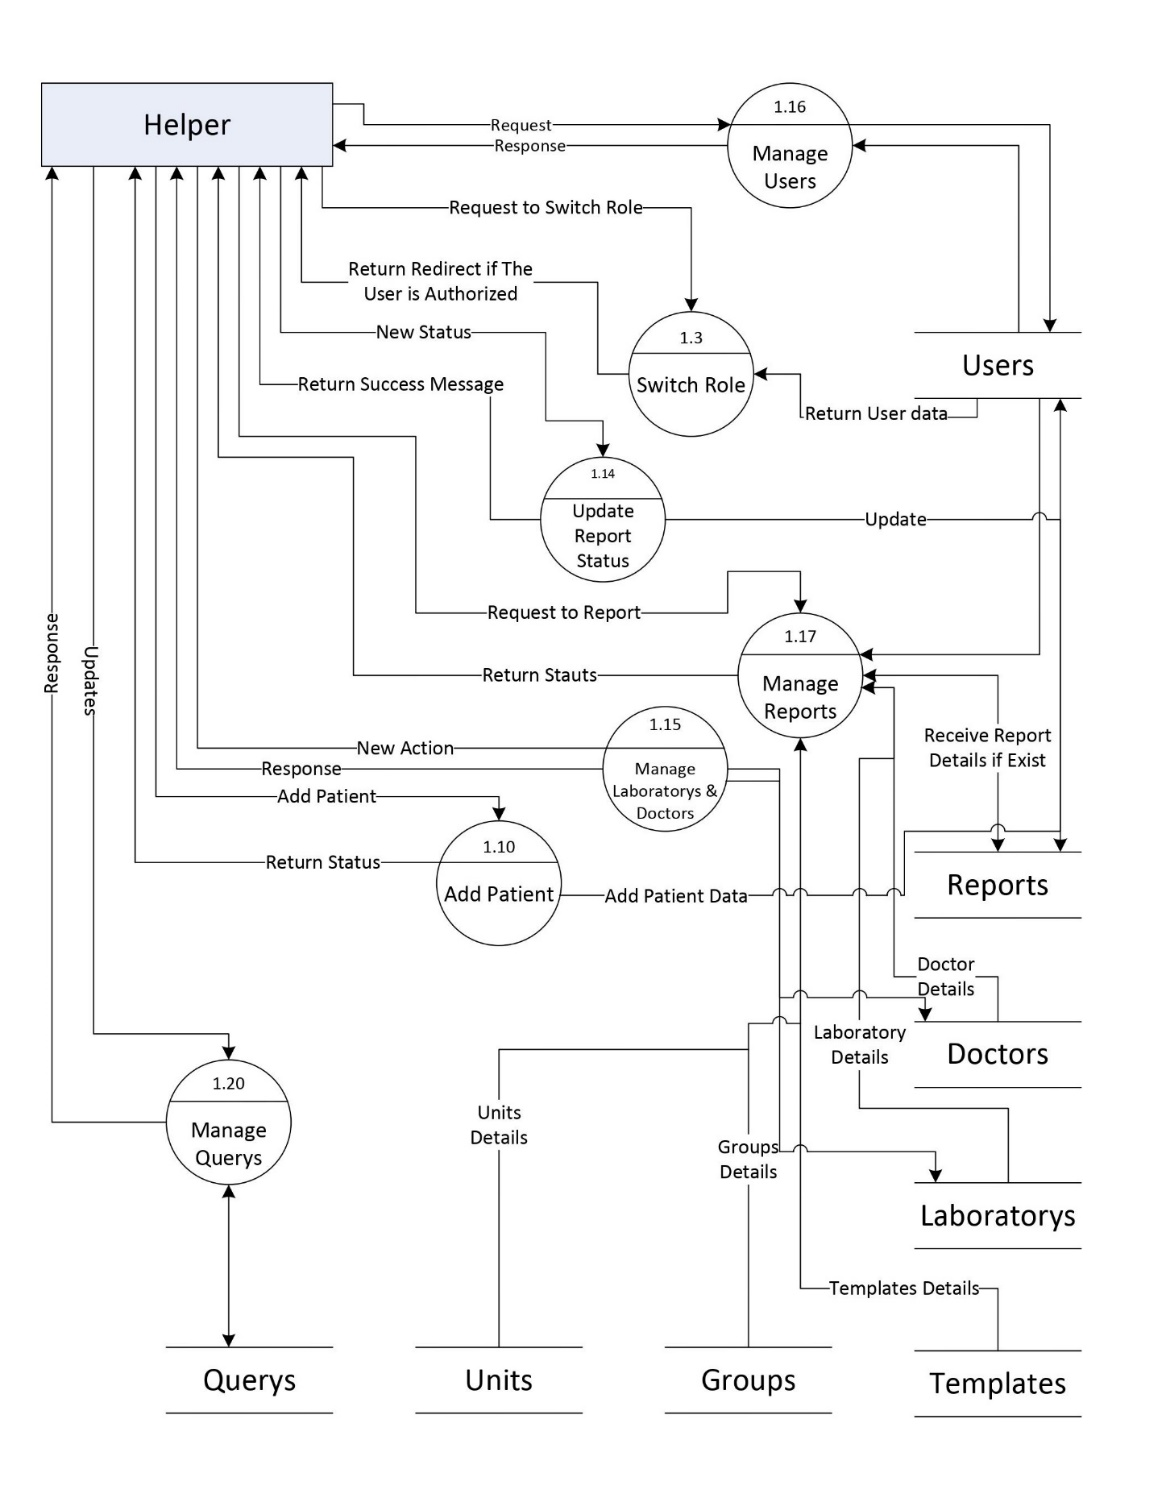 Helper
1.16
Manage
Users
Request
Response
Request to Switch Role
Return Redirect if The
User is Authorized
New Status
1.3
Switch Role
Users
Return Success Message
Return User data
1.14
Update
Report
Status
Update
Request to Report
1.17
Manage
Reports
Return Stauts
Response
Updates
1.15
Manage
Laboratorys &
Doctors
New Action
Response
Receive Report
Details if Exist
Add Patient
1.10
Add Patient
Return Status
Add Patient Data
Reports
Doctor
Details
Laboratory
Details
Doctors
1.20
Manage
Querys
Units
Details
Groups
Details
Laboratorys
Templates Details
Querys
Units
Groups
Templates